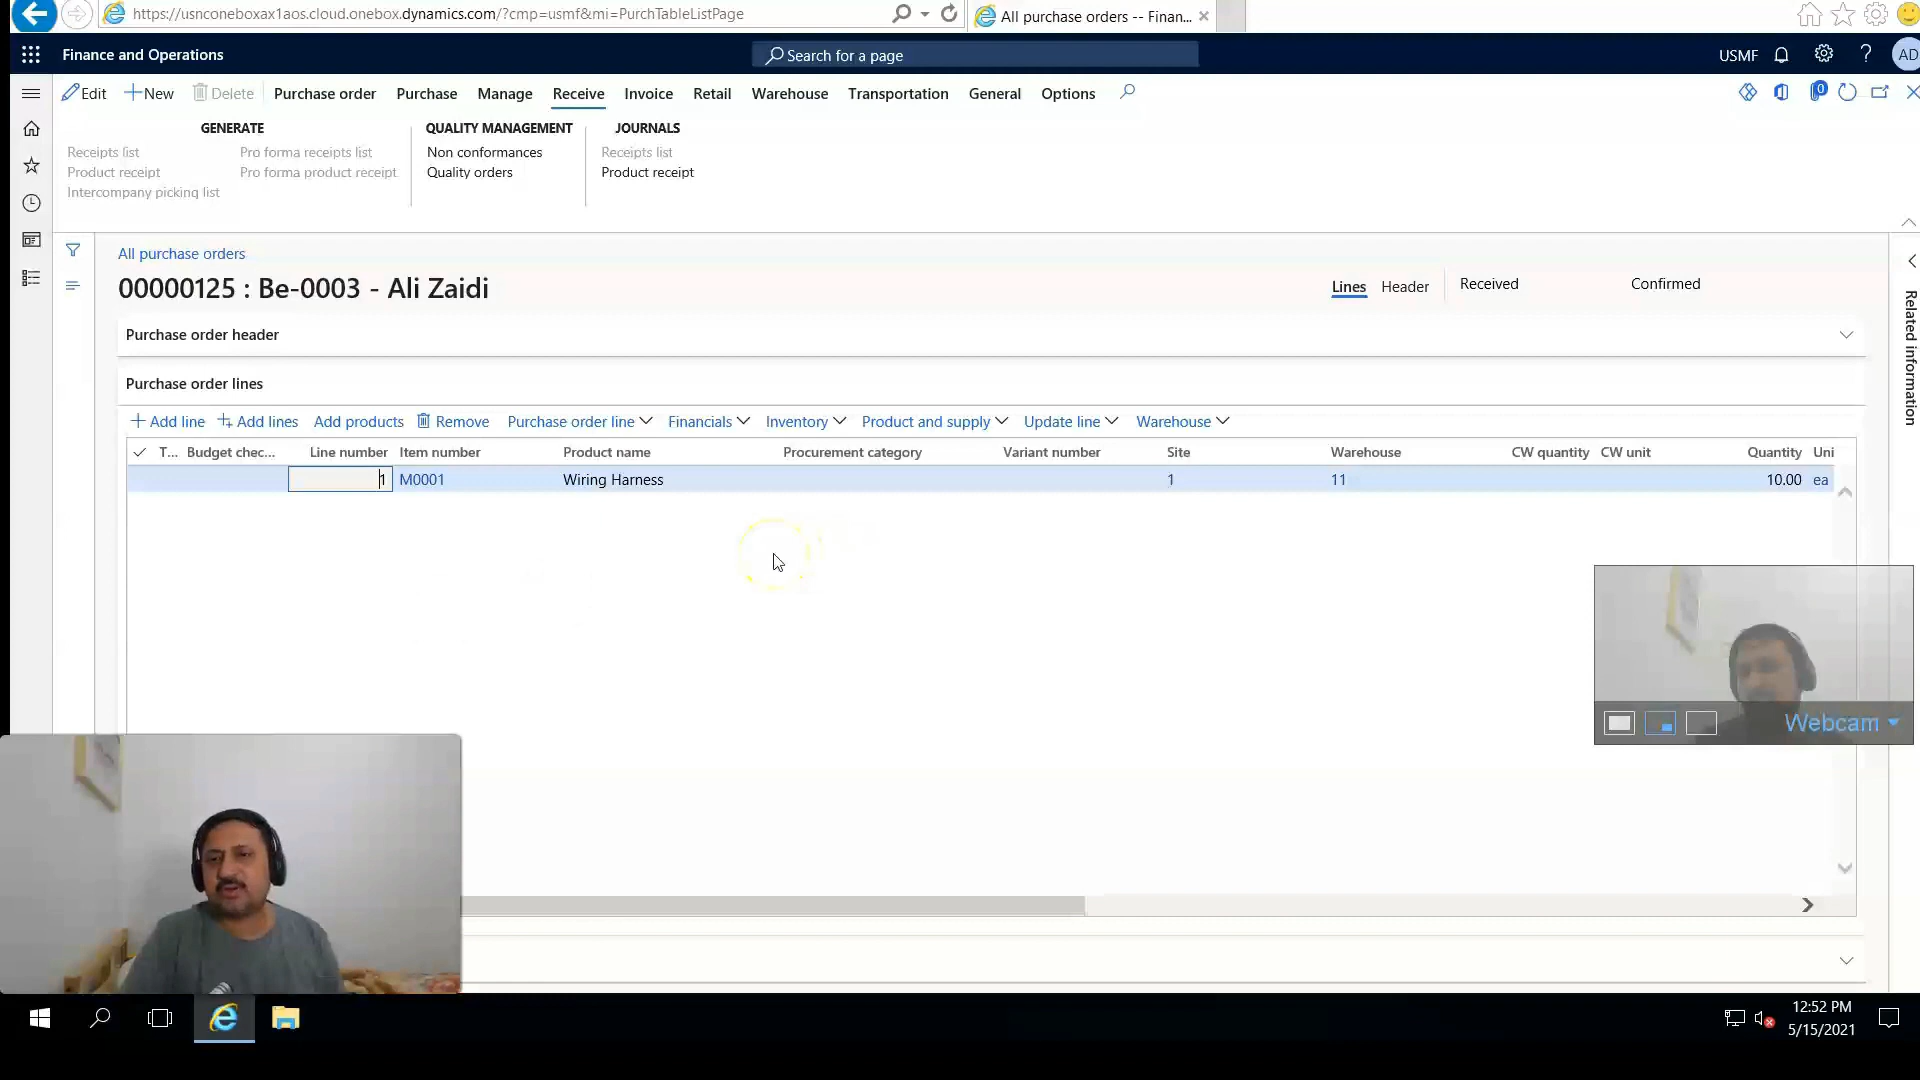 https://usnconeboxax1aos.cloud.onebox.dynamics.com/?cmp=usmf&mi=PurchTableListPage
All purchase orders -- Finan...
Finance and Operations
Search for a page
USMF
AD
Edit New Delete Purchase order Purchase Manage Receive Invoice Retail Warehouse Transportation General Options
0
GENERATE QUALITY MANAGEMENT JOURNALS
Receipts list Pro forma receipts list Non conformances Receipts list
Product receipt Pro forma product receipt Quality orders Product receipt
Intercompany picking list
All purchase orders
00000125 : Be-0003 - Ali Zaidi
Lines Header Received Confirmed
Related information
Purchase order header
Purchase order lines
Add line Add lines Add products Remove Purchase order line Financials Inventory Product and supply Update line Warehouse
T... Budget chec... Line number Item number Product name Procurement category Variant number Site Warehouse CW quantity CW unit Quantity Uni
1 M0001 Wiring Harness 1 11 10.00 ea
Webcam
12:52 PM
5/15/2021